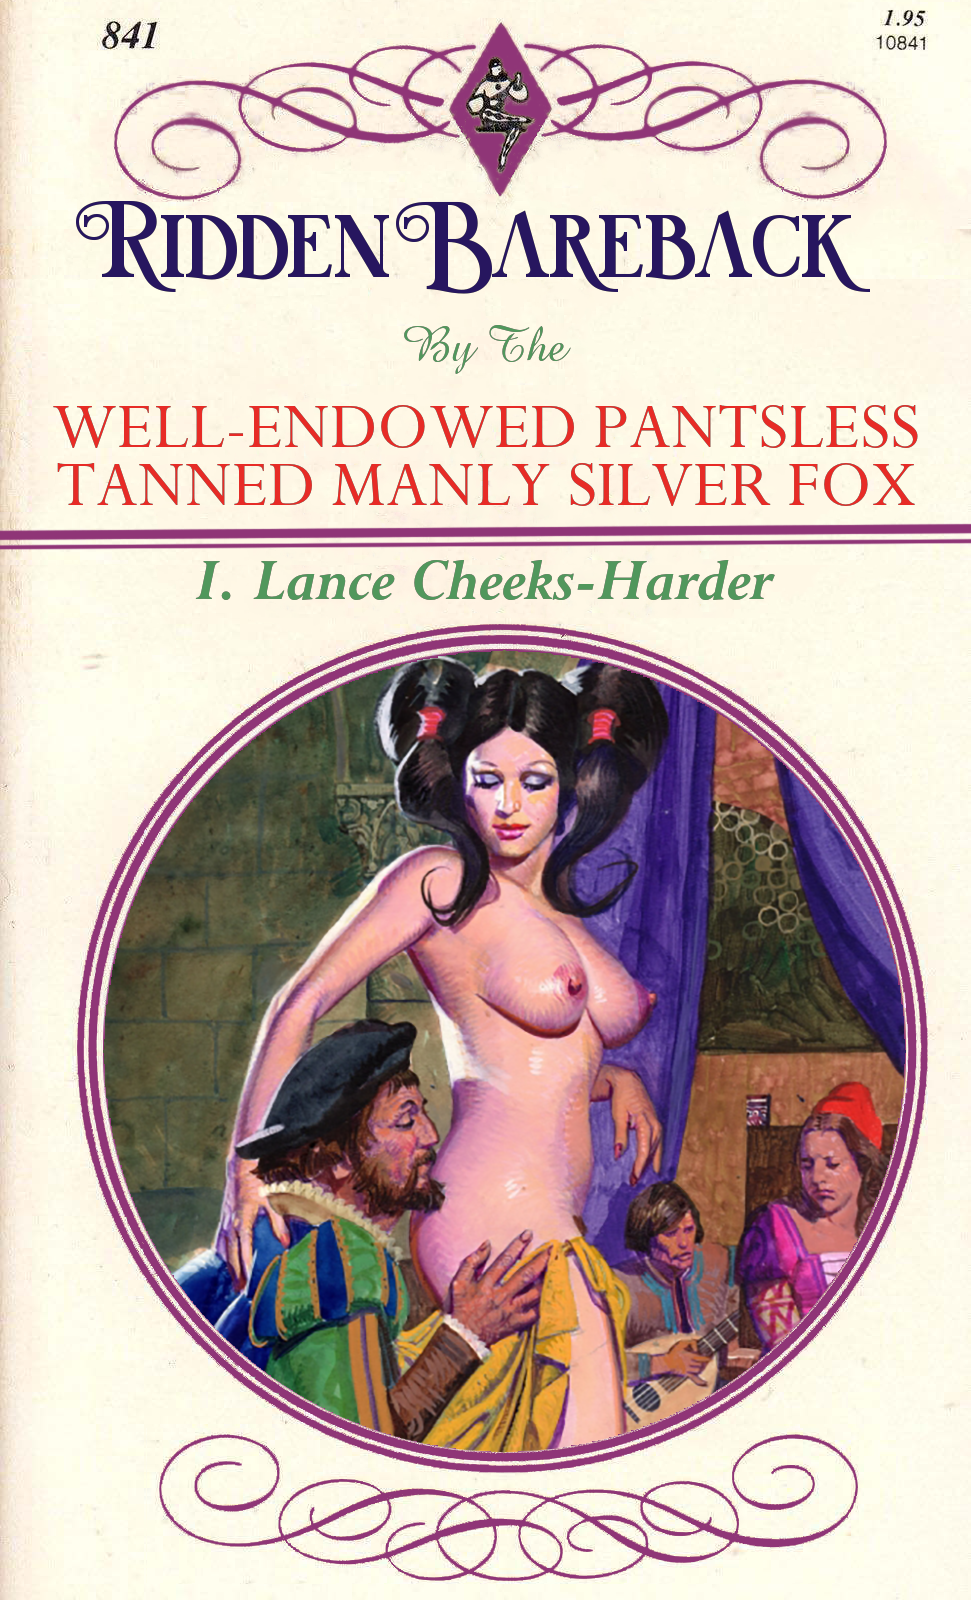 841
1.95
10841
RIDDEN BAREBACK
By The
WELL-ENDOWED PANTSLESS
TANNED MANLY SILVER FOX
I. Lance Cheeks-Harder